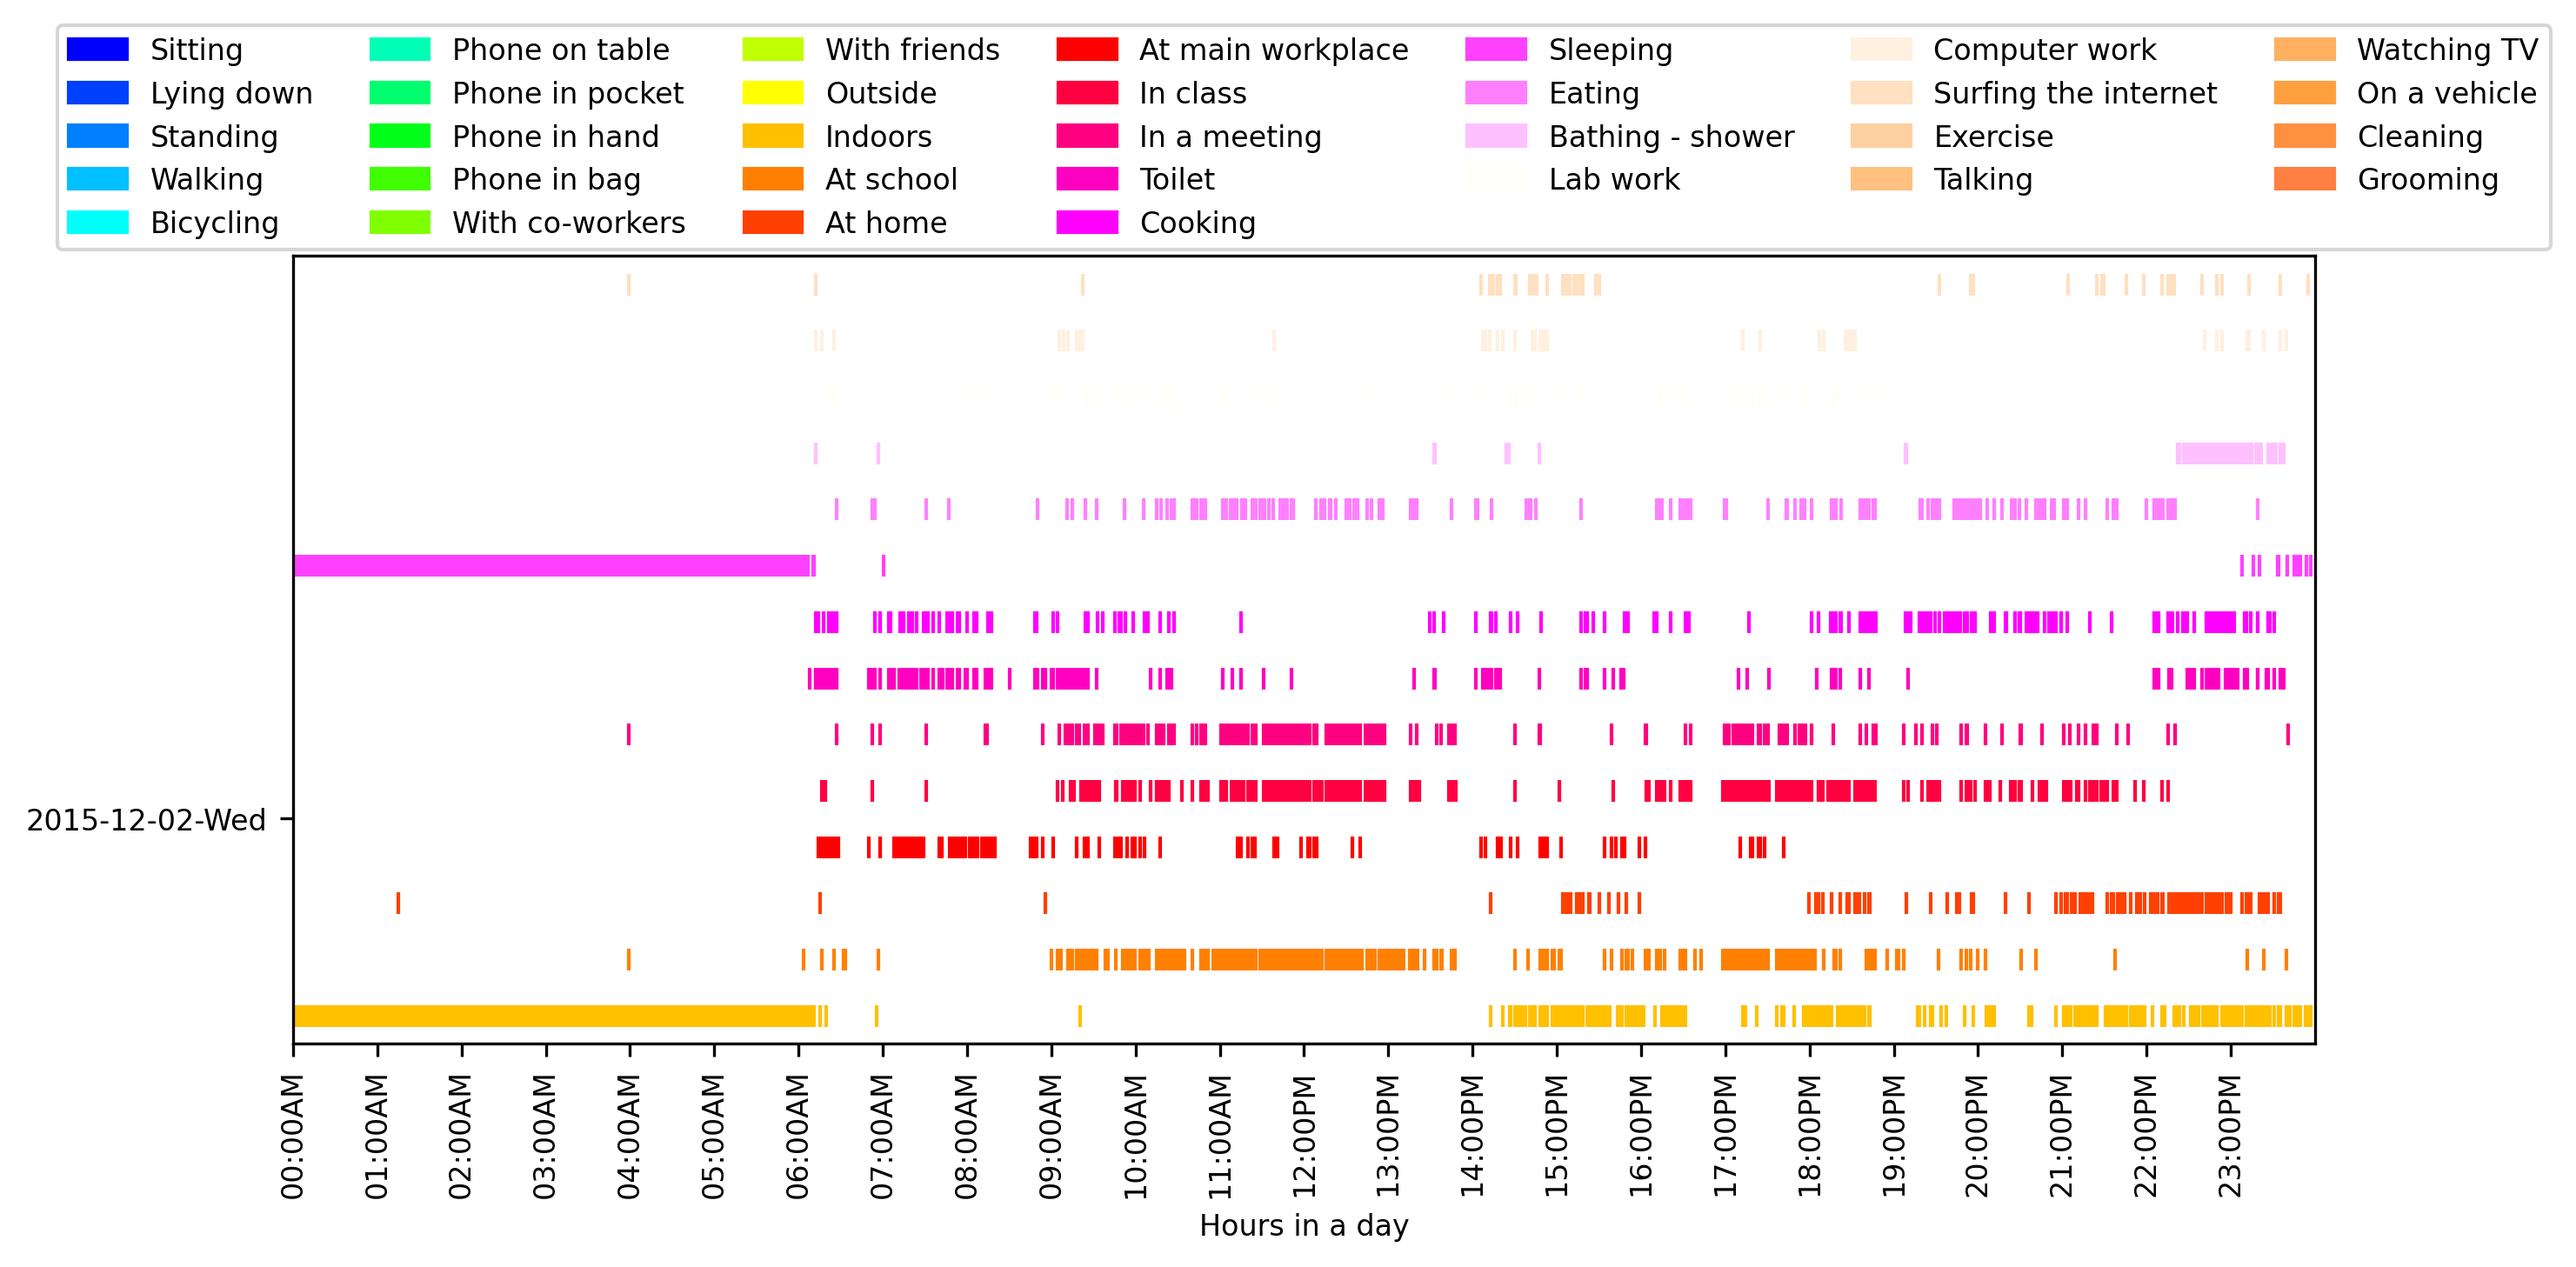 Sitting Phone on table With friends At main workplace Sleeping Computer work Watching TV
Lying down Phone in pocket Outside In class Eating Surfing the internet On a vehicle
Standing Phone in hand Indoors In a meeting Bathing - shower Exercise Cleaning
Walking Phone in bag At school Toilet Lab work Talking Grooming
Bicycling With co-workers At home Cooking
2015-12-02-Wed
00:00AM 01:00AM 02:00AM 03:00AM 04:00AM 05:00AM 06:00AM 07:00AM 08:00AM 09:00AM 10:00AM 11:00AM 12:00PM 13:00PM 14:00PM 15:00PM 16:00PM 17:00PM 18:00PM 19:00PM 20:00PM 21:00PM 22:00PM 23:00PM
Hours in a day